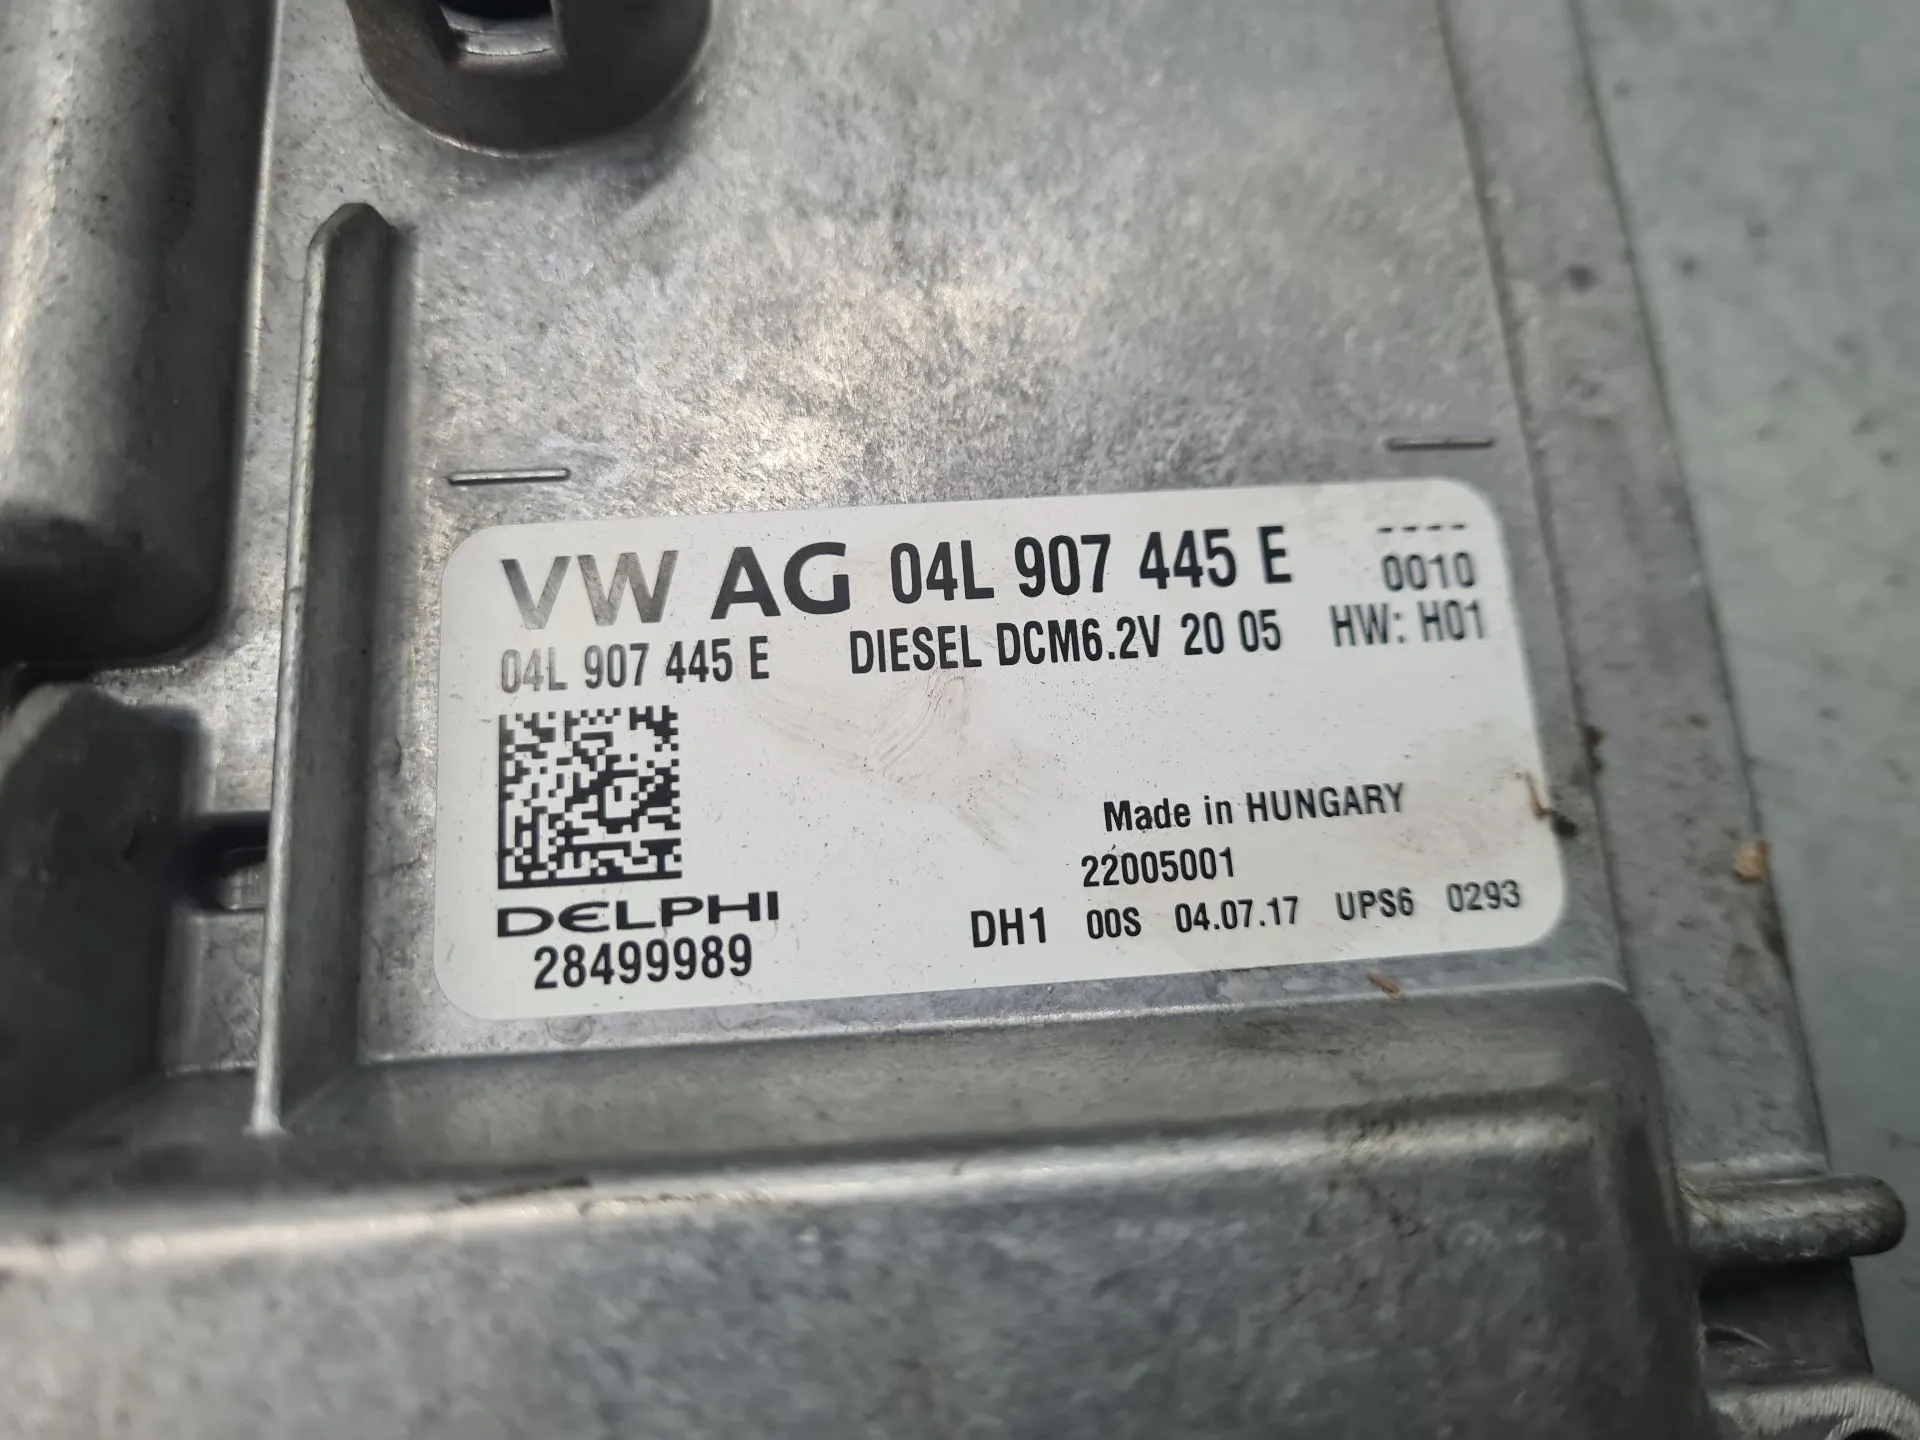 VW AG 04L 907 445 E ----
0010
04L 907 445 E DIESEL DCM6.2V 20 05 HW: H01
Made in HUNGARY
22005001
DELPHI
DH1 00S 04.07.17 UPS6 0293
28499989